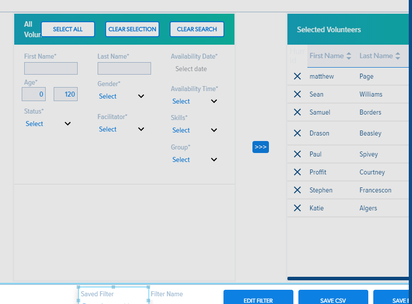 All
Volur
SELECT ALL
CLEAR SELECTION
CLEAR SEARCH
First Name*
Last Name*
Availability Date*
Select date
Age*
0
120
Gender*
Select
Availability Time*
Select
Status*
Select
Facilitator*
Select
Skills*
Select
Group*
Select
>>>
Selected Volunteers
First Name Last Name
matthew Page
Sean Williams
Samuel Borders
Drason Beasley
Paul Spivey
Proffit Courtney
Stephen Francescon
Katie Algers
Saved Filter
Filter Name
EDIT FILTER
SAVE CSV
SAVE